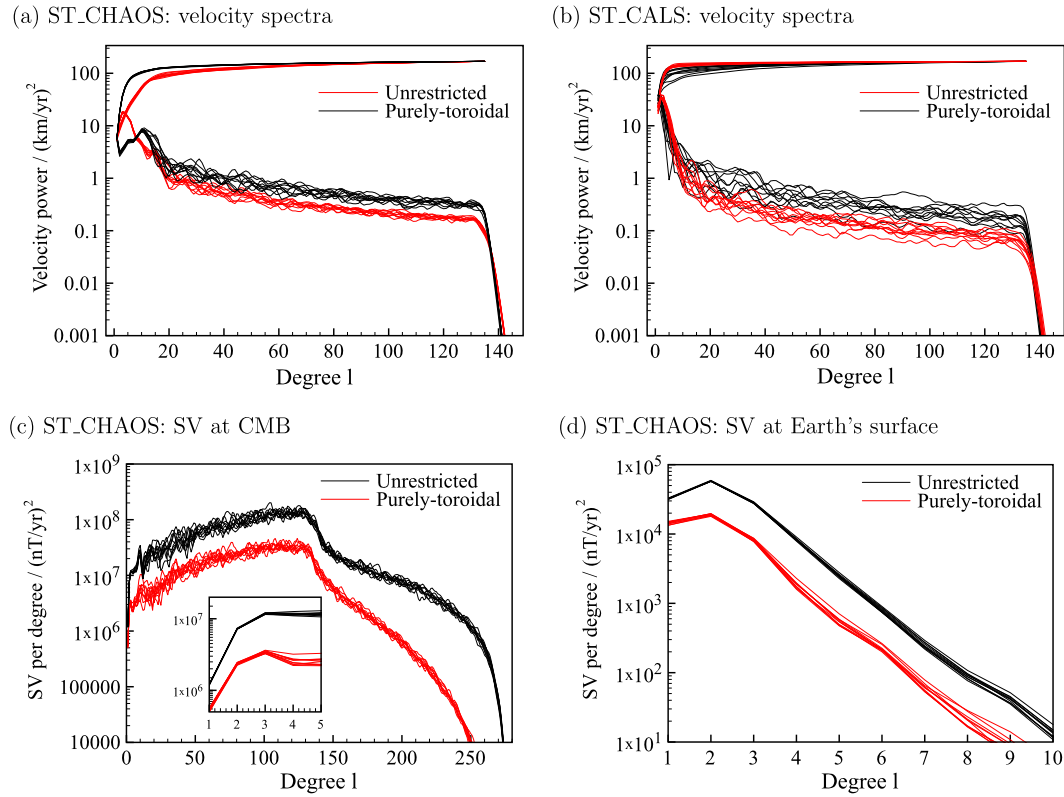 (a) ST_CHAOS: velocity spectra
Velocity power / (km/yr)²
100
10
1
0.1
0.01
0.001
Unrestricted
Purely-toroidal
0 20 40 60 80 100 120 140
Degree l
(b) ST_CALS: velocity spectra
Velocity power / (km/yr)²
100
10
1
0.1
0.01
0.001
Unrestricted
Purely-toroidal
0 20 40 60 80 100 120 140
Degree l
(c) ST_CHAOS: SV at CMB
SV per degree / (nT/yr)²
1x10⁹
1x10⁸
1x10⁷
1x10⁶
100000
10000
Unrestricted
Purely-toroidal
1x10⁷
1x10⁶
1 2 3 4 5
0 50 100 150 200 250
Degree l
(d) ST_CHAOS: SV at Earth's surface
SV per degree / (nT/yr)²
1x10⁵
1x10⁴
1x10³
1x10²
1x10¹
Unrestricted
Purely-toroidal
1 2 3 4 5 6 7 8 9 10
Degree l